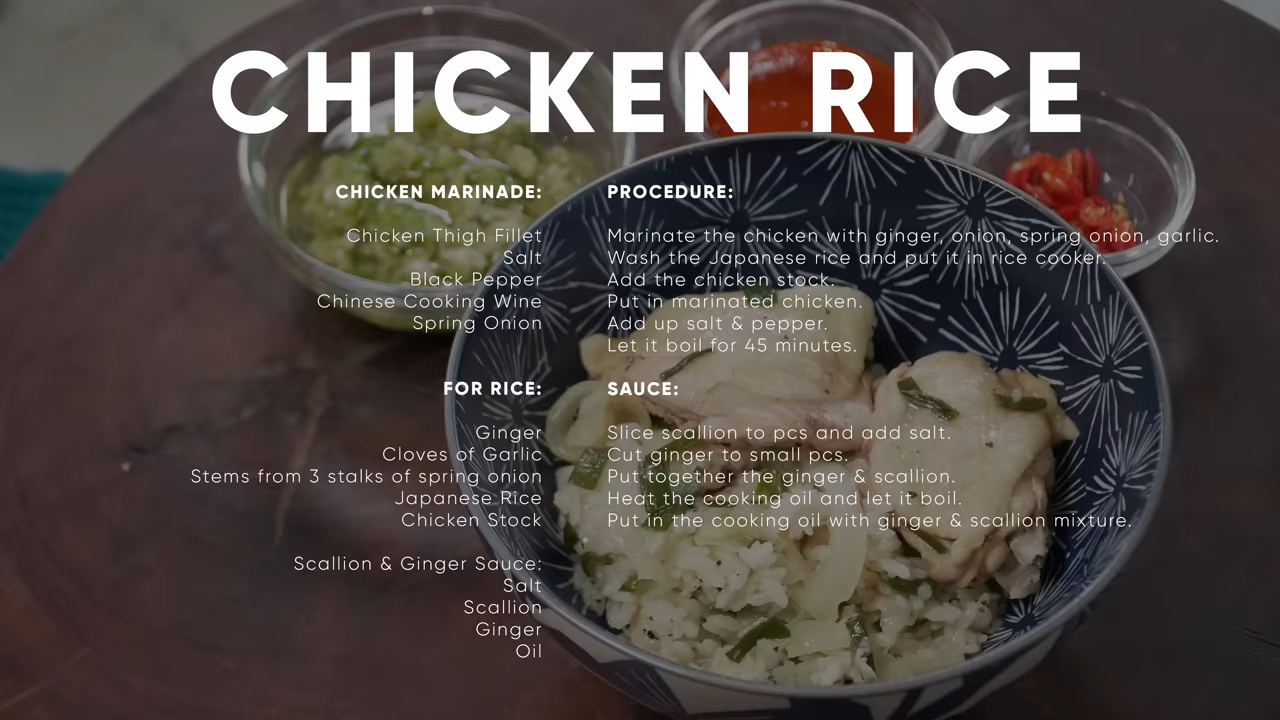 CHICKEN RICE
CHICKEN MARINADE:
Chicken Thigh Fillet
Salt
Black Pepper
Chinese Cooking Wine
Spring Onion
FOR RICE:
Ginger
Cloves of Garlic
Stems from 3 stalks of spring onion
Japanese Rice
Chicken Stock
Scallion & Ginger Sauce:
Salt
Scallion
Ginger
Oil
PROCEDURE:
Marinate the chicken with ginger, onion, spring onion, garlic.
Wash the Japanese rice and put it in rice cooker.
Add the chicken stock.
Put in marinated chicken.
Add up salt & pepper.
Let it boil for 45 minutes.
SAUCE:
Slice scallion to pcs and add salt.
Cut ginger to small pcs.
Put together the ginger & scallion.
Heat the cooking oil and let it boil.
Put in the cooking oil with ginger & scallion mixture.